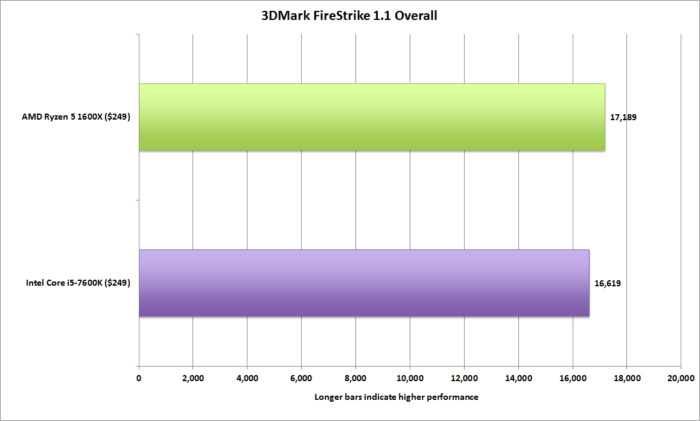 3DMark FireStrike 1.1 Overall
AMD Ryzen 5 1600X ($249)
17,189
Intel Core i5-7600K ($249)
16,619
0 2,000 4,000 6,000 8,000 10,000 12,000 14,000 16,000 18,000 20,000
Longer bars indicate higher performance